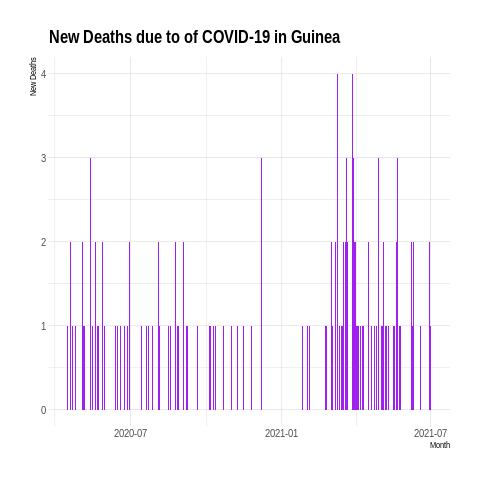 New Deaths due to of COVID-19 in Guinea
New Deaths
4
3
2
1
0
2020-07
2021-01
2021-07
Month